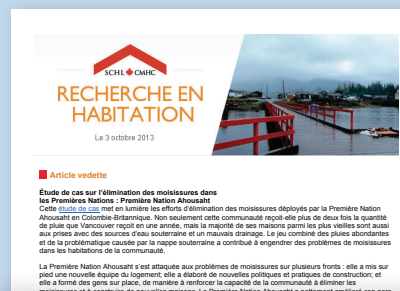 SCHL CMHC
RECHERCHE EN
HABITATION
Le 3 octobre 2013
Article vedette
Étude de cas sur l'élimination des moisissures dans
les Premières Nations : Première Nation Ahousaht
Cette étude de cas met en lumière les efforts d'élimination des moisissures déployés par la Première Nation
Ahousaht en Colombie-Britannique. Non seulement cette communauté reçoit-elle plus de deux fois la quantité
de pluie que Vancouver reçoit en une année, mais la majorité de ses maisons parmi les plus vieilles sont aussi
aux prises avec des sources d'eau souterraine et un mauvais drainage. Le jeu combiné des pluies abondantes
et de la problématique causée par la nappe souterraine a contribué à engendrer des problèmes de moisissures
dans les habitations de la communauté.
La Première Nation Ahousaht s'est attaquée aux problèmes de moisissures sur plusieurs fronts : elle a mis sur
pied une nouvelle équipe du logement; elle a élaboré de nouvelles politiques et pratiques de construction; et
elle a formé des gens sur place, de manière à renforcer la capacité de la communauté à éliminer les